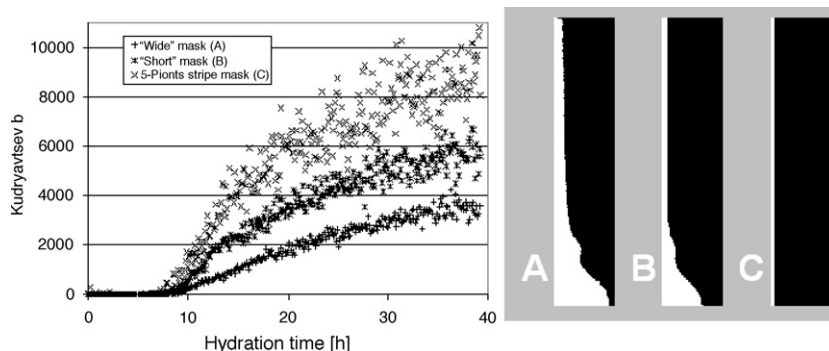 10000
8000
6000
4000
2000
0
Kudryavtsev b
"Wide" mask (A)
"Short" mask (B)
5-Pionts stripe mask (C)
0 10 20 30 40
Hydration time [h]
A B C